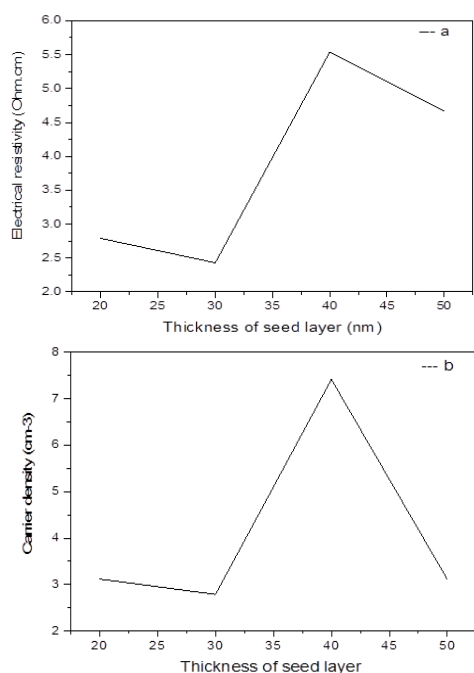 --- a
Electrical resistivity (Ohm.cm)
6.0
5.5
5.0
4.5
4.0
3.5
3.0
2.5
2.0
20 25 30 35 40 45 50
Thickness of seed layer (nm)
--- b
Carrier density (cm-3)
8
7
6
5
4
3
2
20 25 30 35 40 45 50
Thickness of seed layer